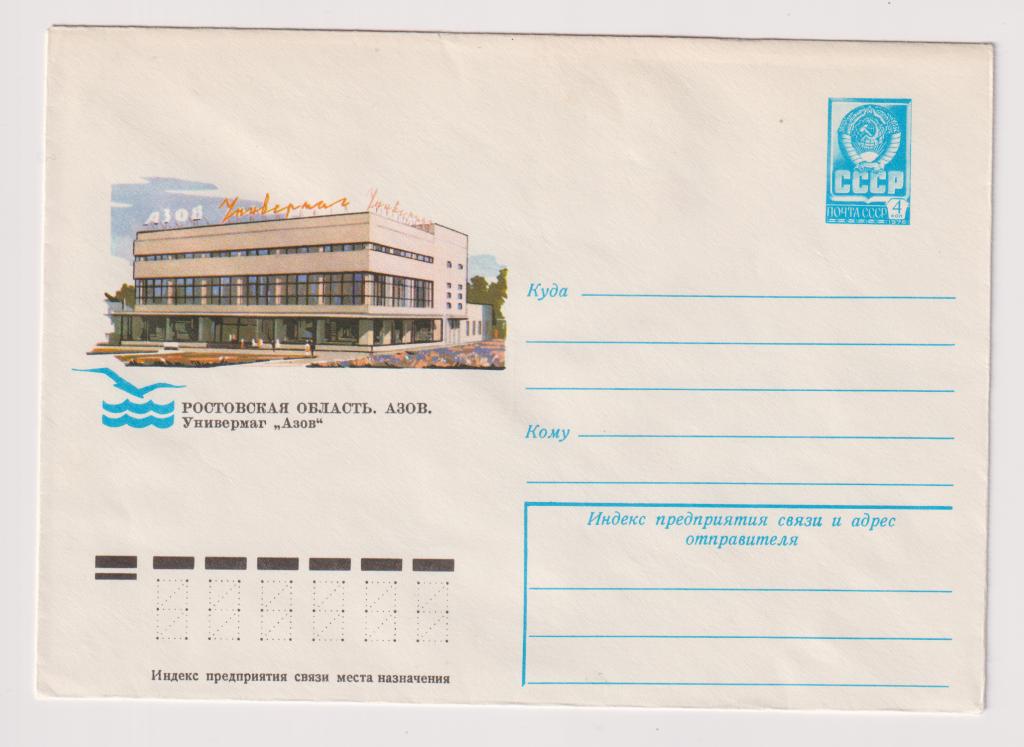 СССР
ПОЧТА СССР 4 коп
АЗОВ Универмаг Универмаг
Куда
РОСТОВСКАЯ ОБЛАСТЬ. АЗОВ.
Универмаг „Азов“
Кому
Индекс предприятия связи и адрес
отправителя
Индекс предприятия связи места назначения